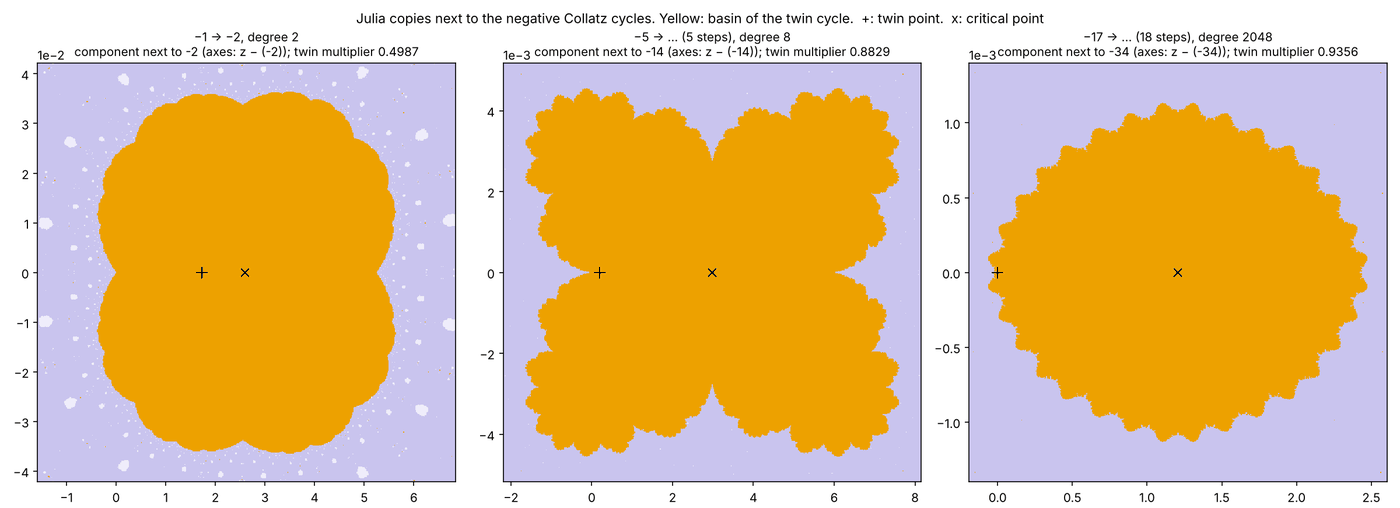 Julia copies next to the negative Collatz cycles. Yellow: basin of the twin cycle.  +: twin point.  x: critical point
−1 → −2, degree 2
component next to -2 (axes: z − (-2)); twin multiplier 0.4987
1e−2
4
3
2
1
0
−1
−2
−3
−4
−1 0 1 2 3 4 5 6
−5 → ... (5 steps), degree 8
component next to -14 (axes: z − (-14)); twin multiplier 0.8829
1e−3
4
2
0
−2
−4
−2 0 2 4 6 8
−17 → ... (18 steps), degree 2048
component next to -34 (axes: z − (-34)); twin multiplier 0.9356
1e−3
1.0
0.5
0.0
−0.5
−1.0
0.0 0.5 1.0 1.5 2.0 2.5